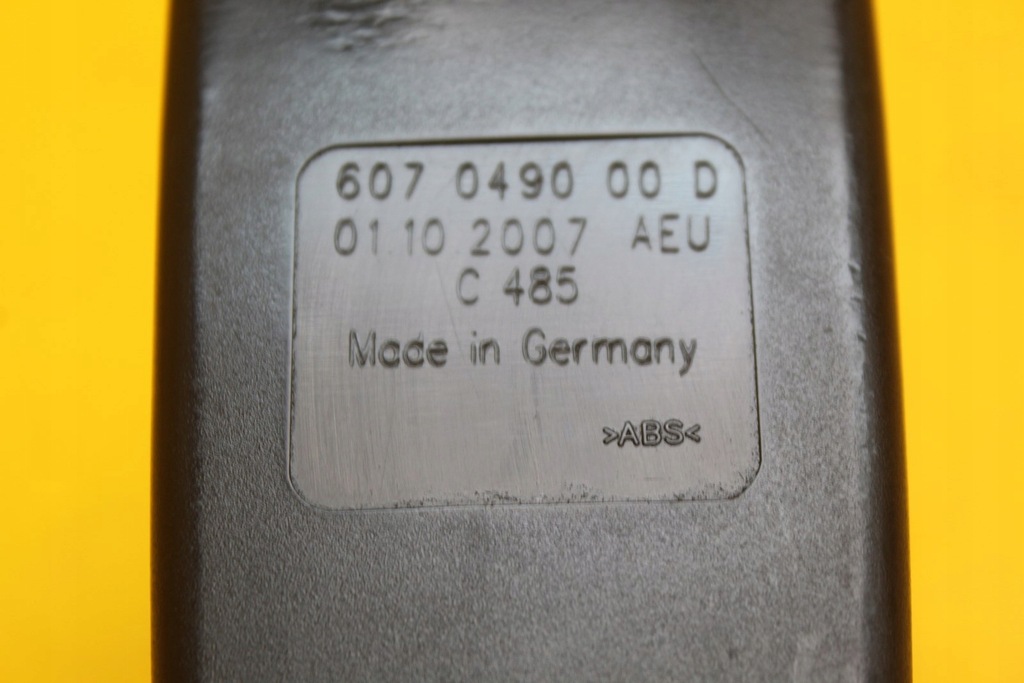 607 0490 00 D
01.10.2007 AEU
C 485
Made in Germany
>ABS<